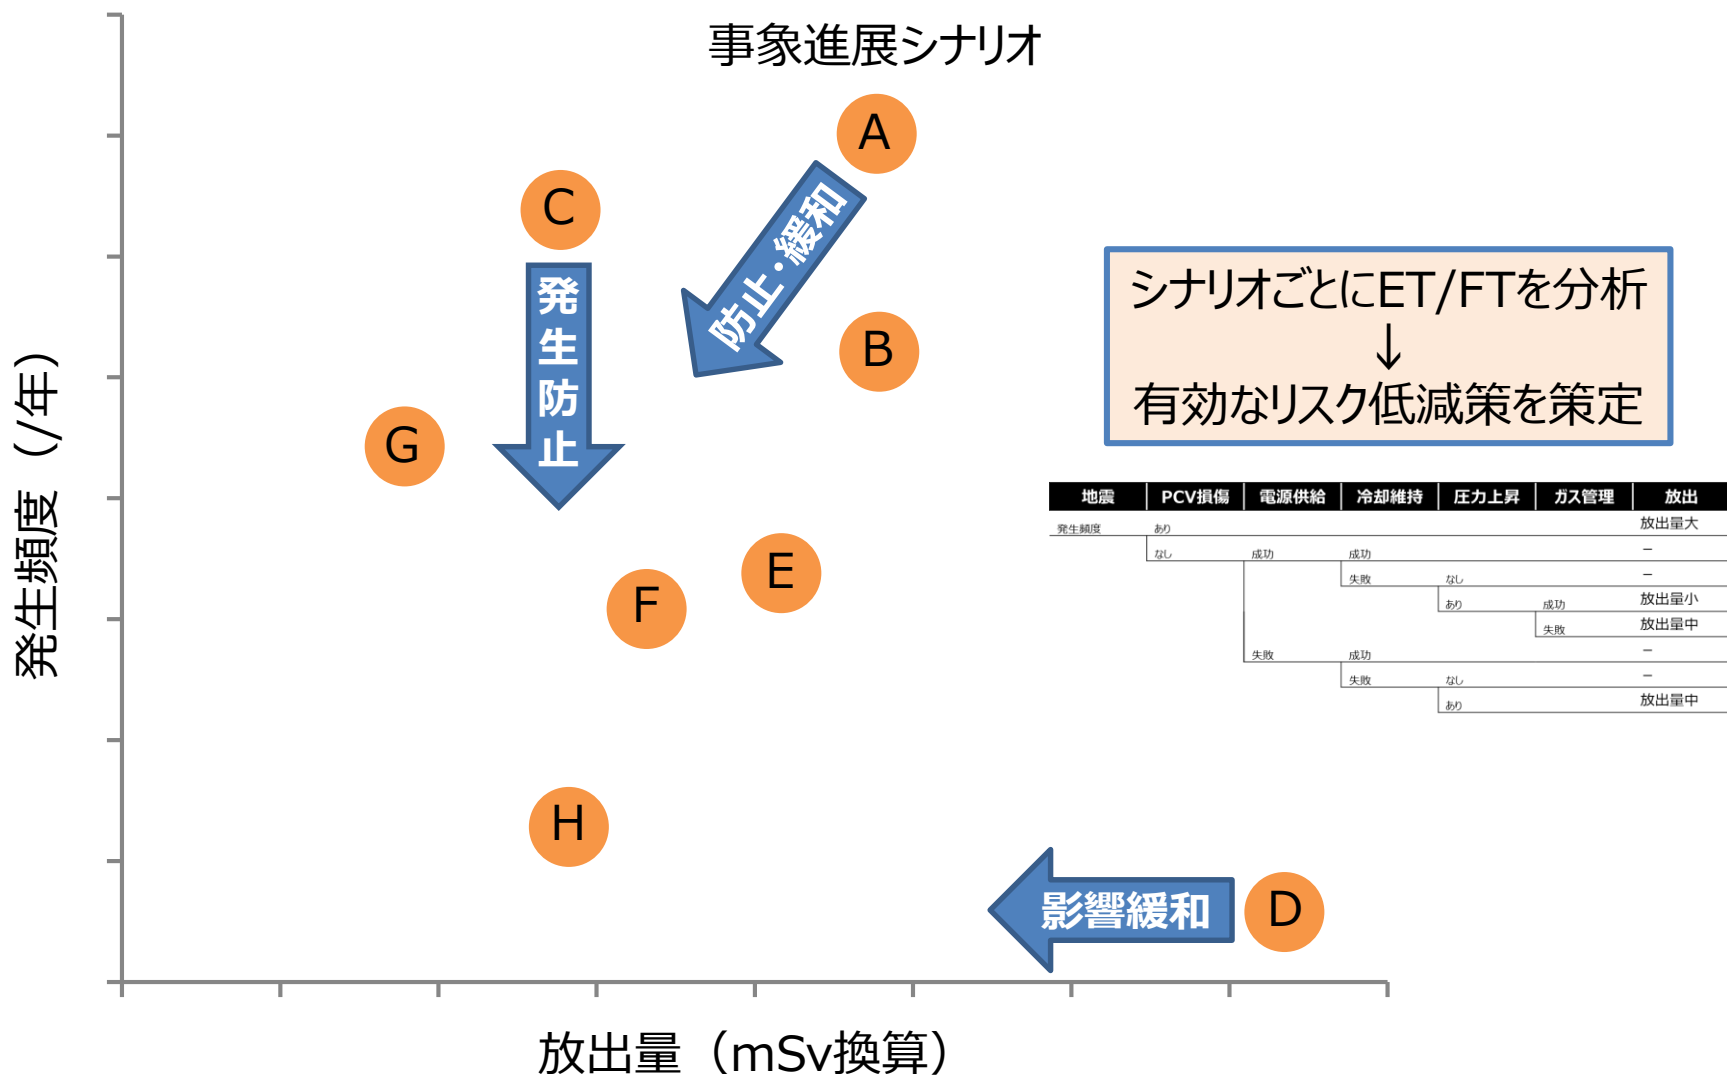 事象進展シナリオ
A
C
防止・緩和
発生防止
B
G
E
F
H
D
影響緩和
発生頻度（/年）
放出量（mSv換算）
シナリオごとにET/FTを分析
↓
有効なリスク低減策を策定
地震 PCV損傷 電源供給 冷却維持 圧力上昇 ガス管理 放出
発生頻度 あり 放出量大
なし 成功 成功 －
失敗 なし －
あり 成功 放出量小
失敗 放出量中
失敗 成功 －
失敗 なし －
あり 放出量中